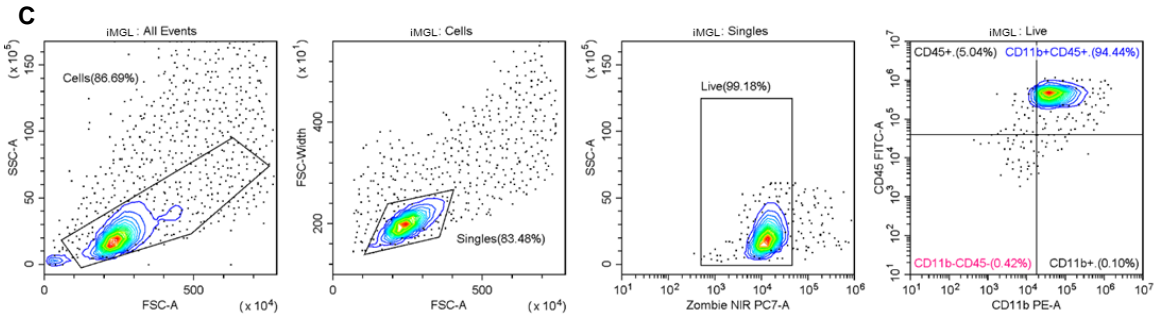 C
iMGL : All Events
(x 10⁵)
150
100
50
0
SSC-A
Cells(86.69%)
0
500
FSC-A
(x 10⁴)
iMGL : Cells
(x 10¹)
400
200
FSC-Width
Singles(83.48%)
0
500
FSC-A
(x 10⁴)
iMGL : Singles
(x 10⁵)
150
100
50
0
SSC-A
Live(99.18%)
10¹ 10² 10³ 10⁴ 10⁵ 10⁶
Zombie NIR PC7-A
iMGL : Live
CD45+.(5.04%) CD11b+CD45+.(94.44%)
10⁷
10⁶
10⁵
10⁴
10³
10²
10¹
CD45 FITC-A
CD11b-CD45-(0.42%) CD11b+.(0.10%)
10¹ 10² 10³ 10⁴ 10⁵ 10⁶ 10⁷
CD11b PE-A